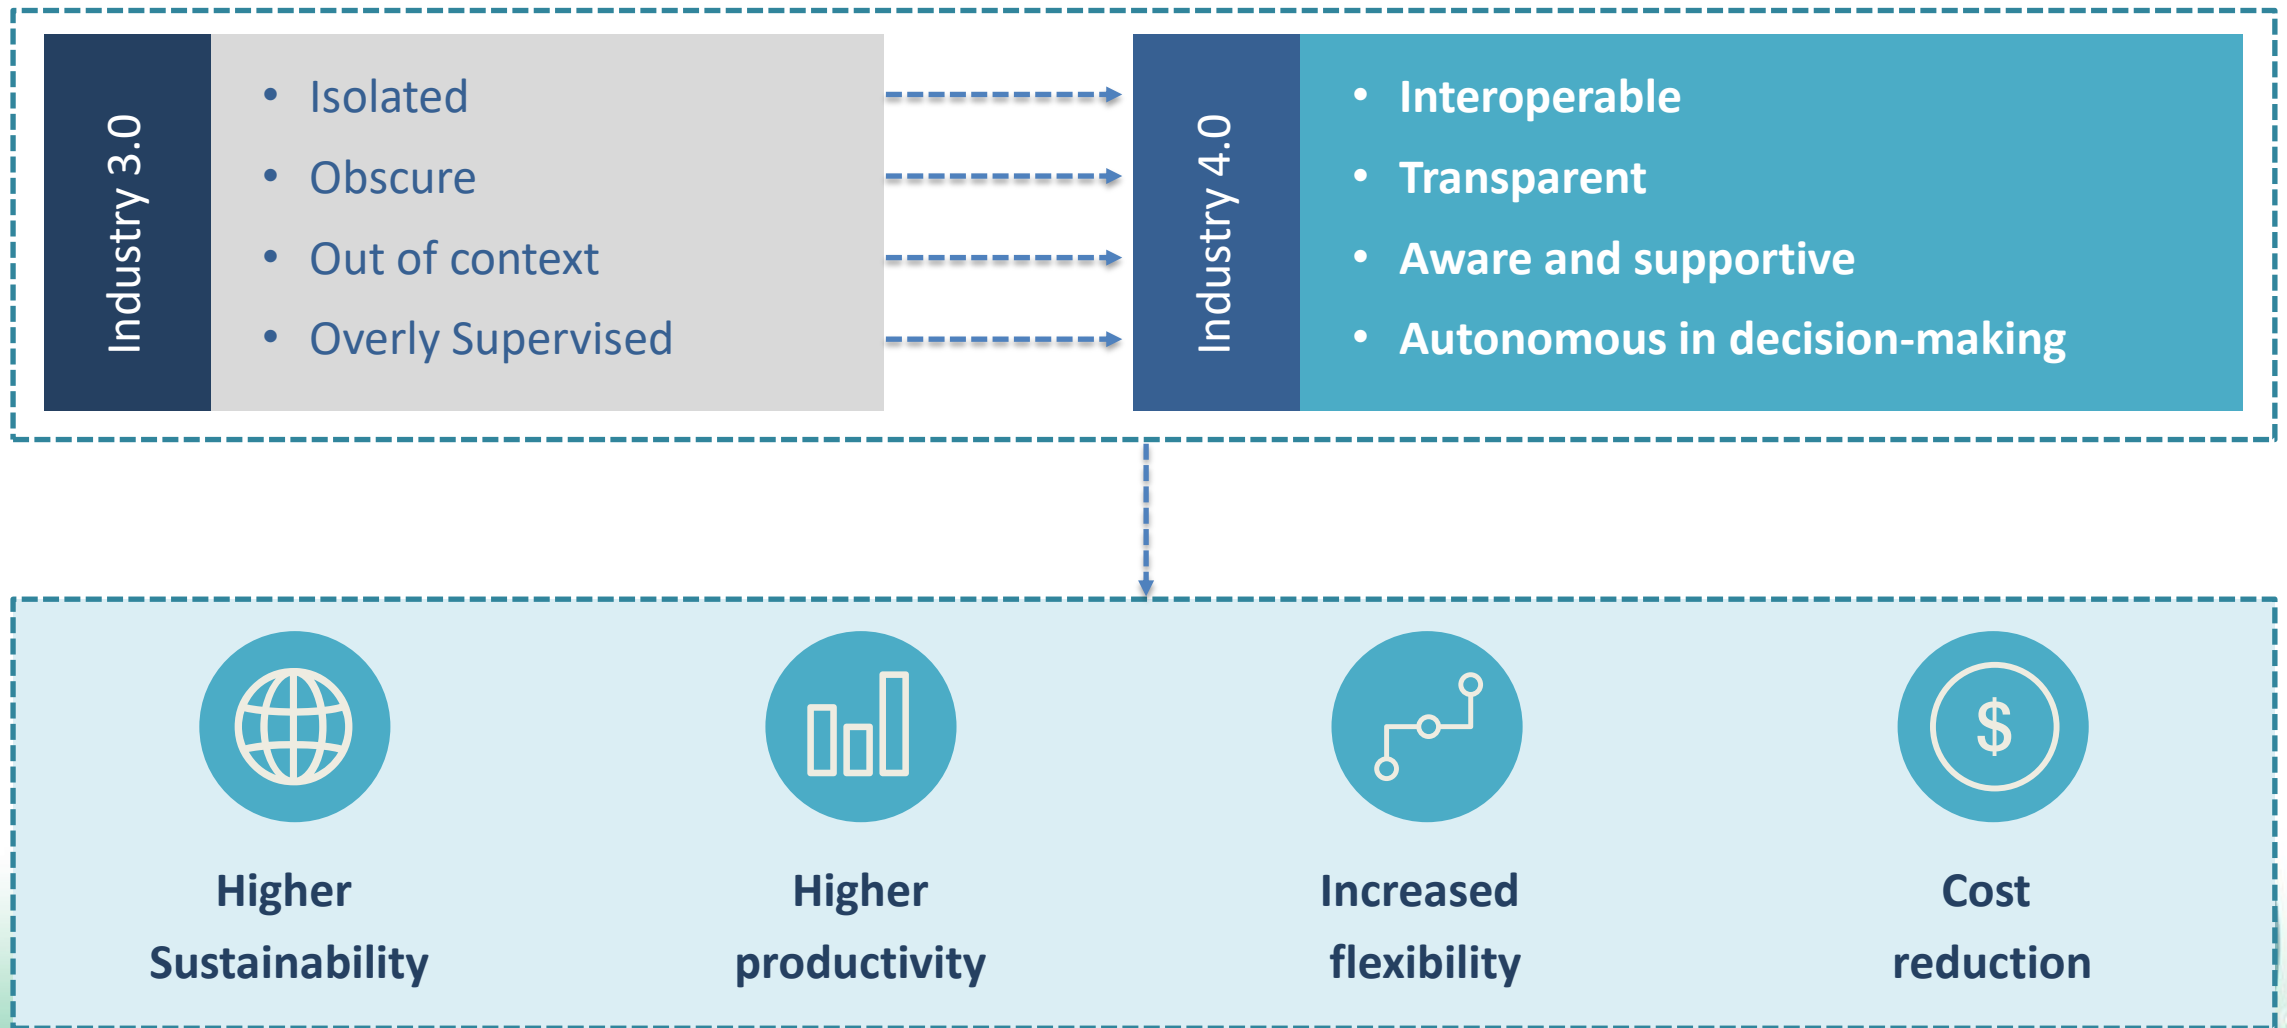 Industry 3.0
• Isolated
• Obscure
• Out of context
• Overly Supervised
Industry 4.0
• Interoperable
• Transparent
• Aware and supportive
• Autonomous in decision-making
Higher
Sustainability
Higher
productivity
Increased
flexibility
$
Cost
reduction